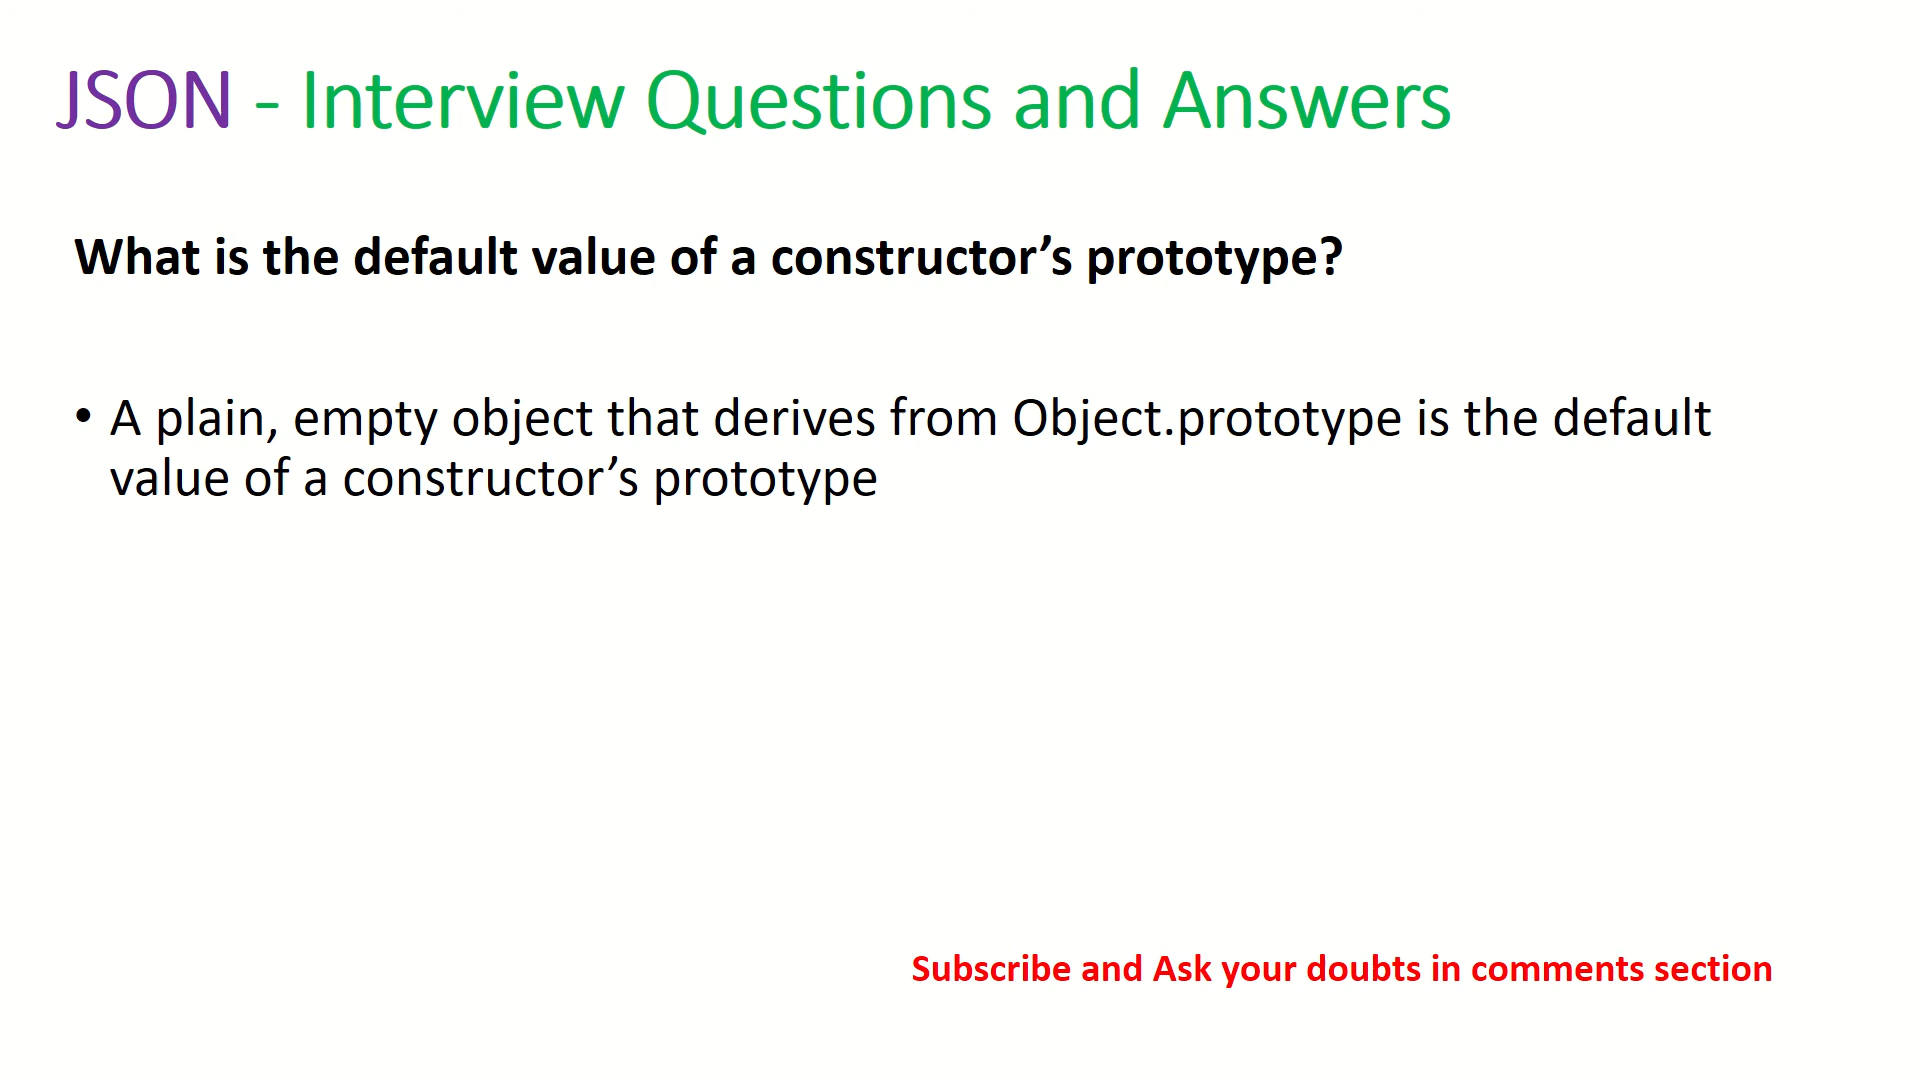 JSON - Interview Questions and Answers
What is the default value of a constructor’s prototype?
• A plain, empty object that derives from Object.prototype is the default
value of a constructor’s prototype
Subscribe and Ask your doubts in comments section